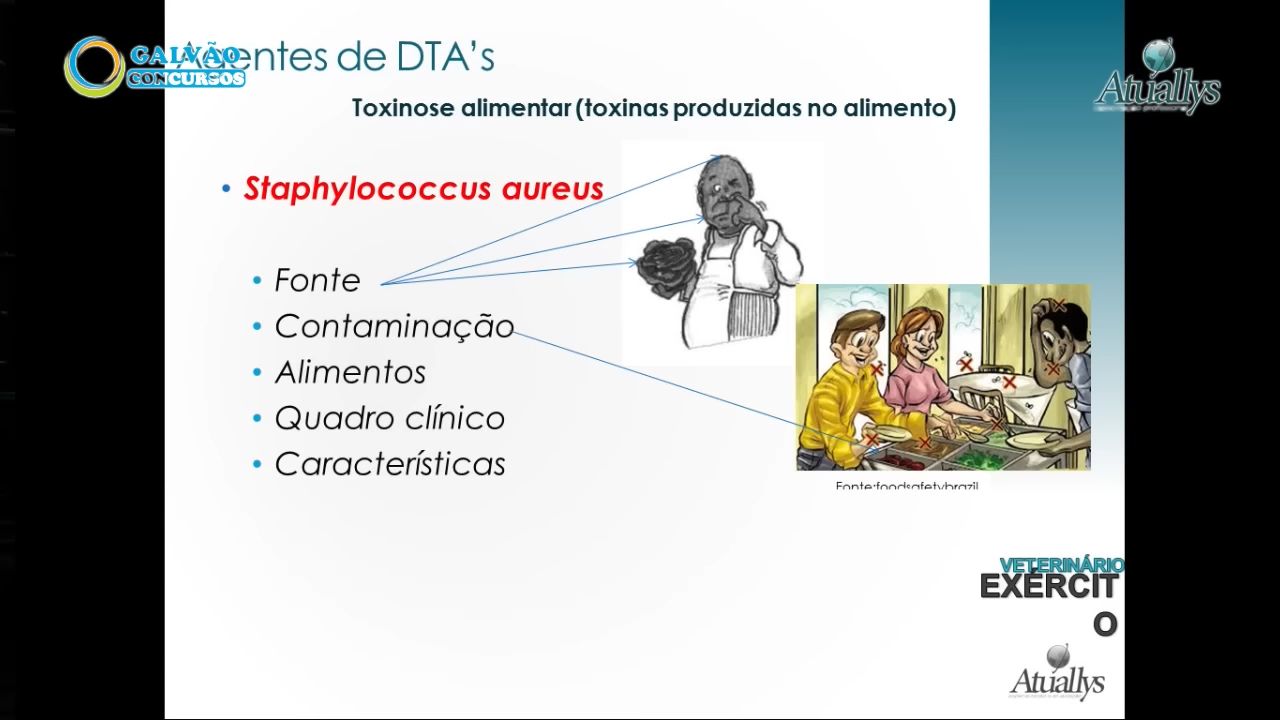 Agentes de DTA's
GALVÃO
CONCURSOS
Atuallys
Toxinose alimentar (toxinas produzidas no alimento)
• Staphylococcus aureus
• Fonte
• Contaminação
• Alimentos
• Quadro clínico
• Características
Fonte:foodsafetybrazil
VETERINÁRIO
EXÉRCIT
O
Atuallys